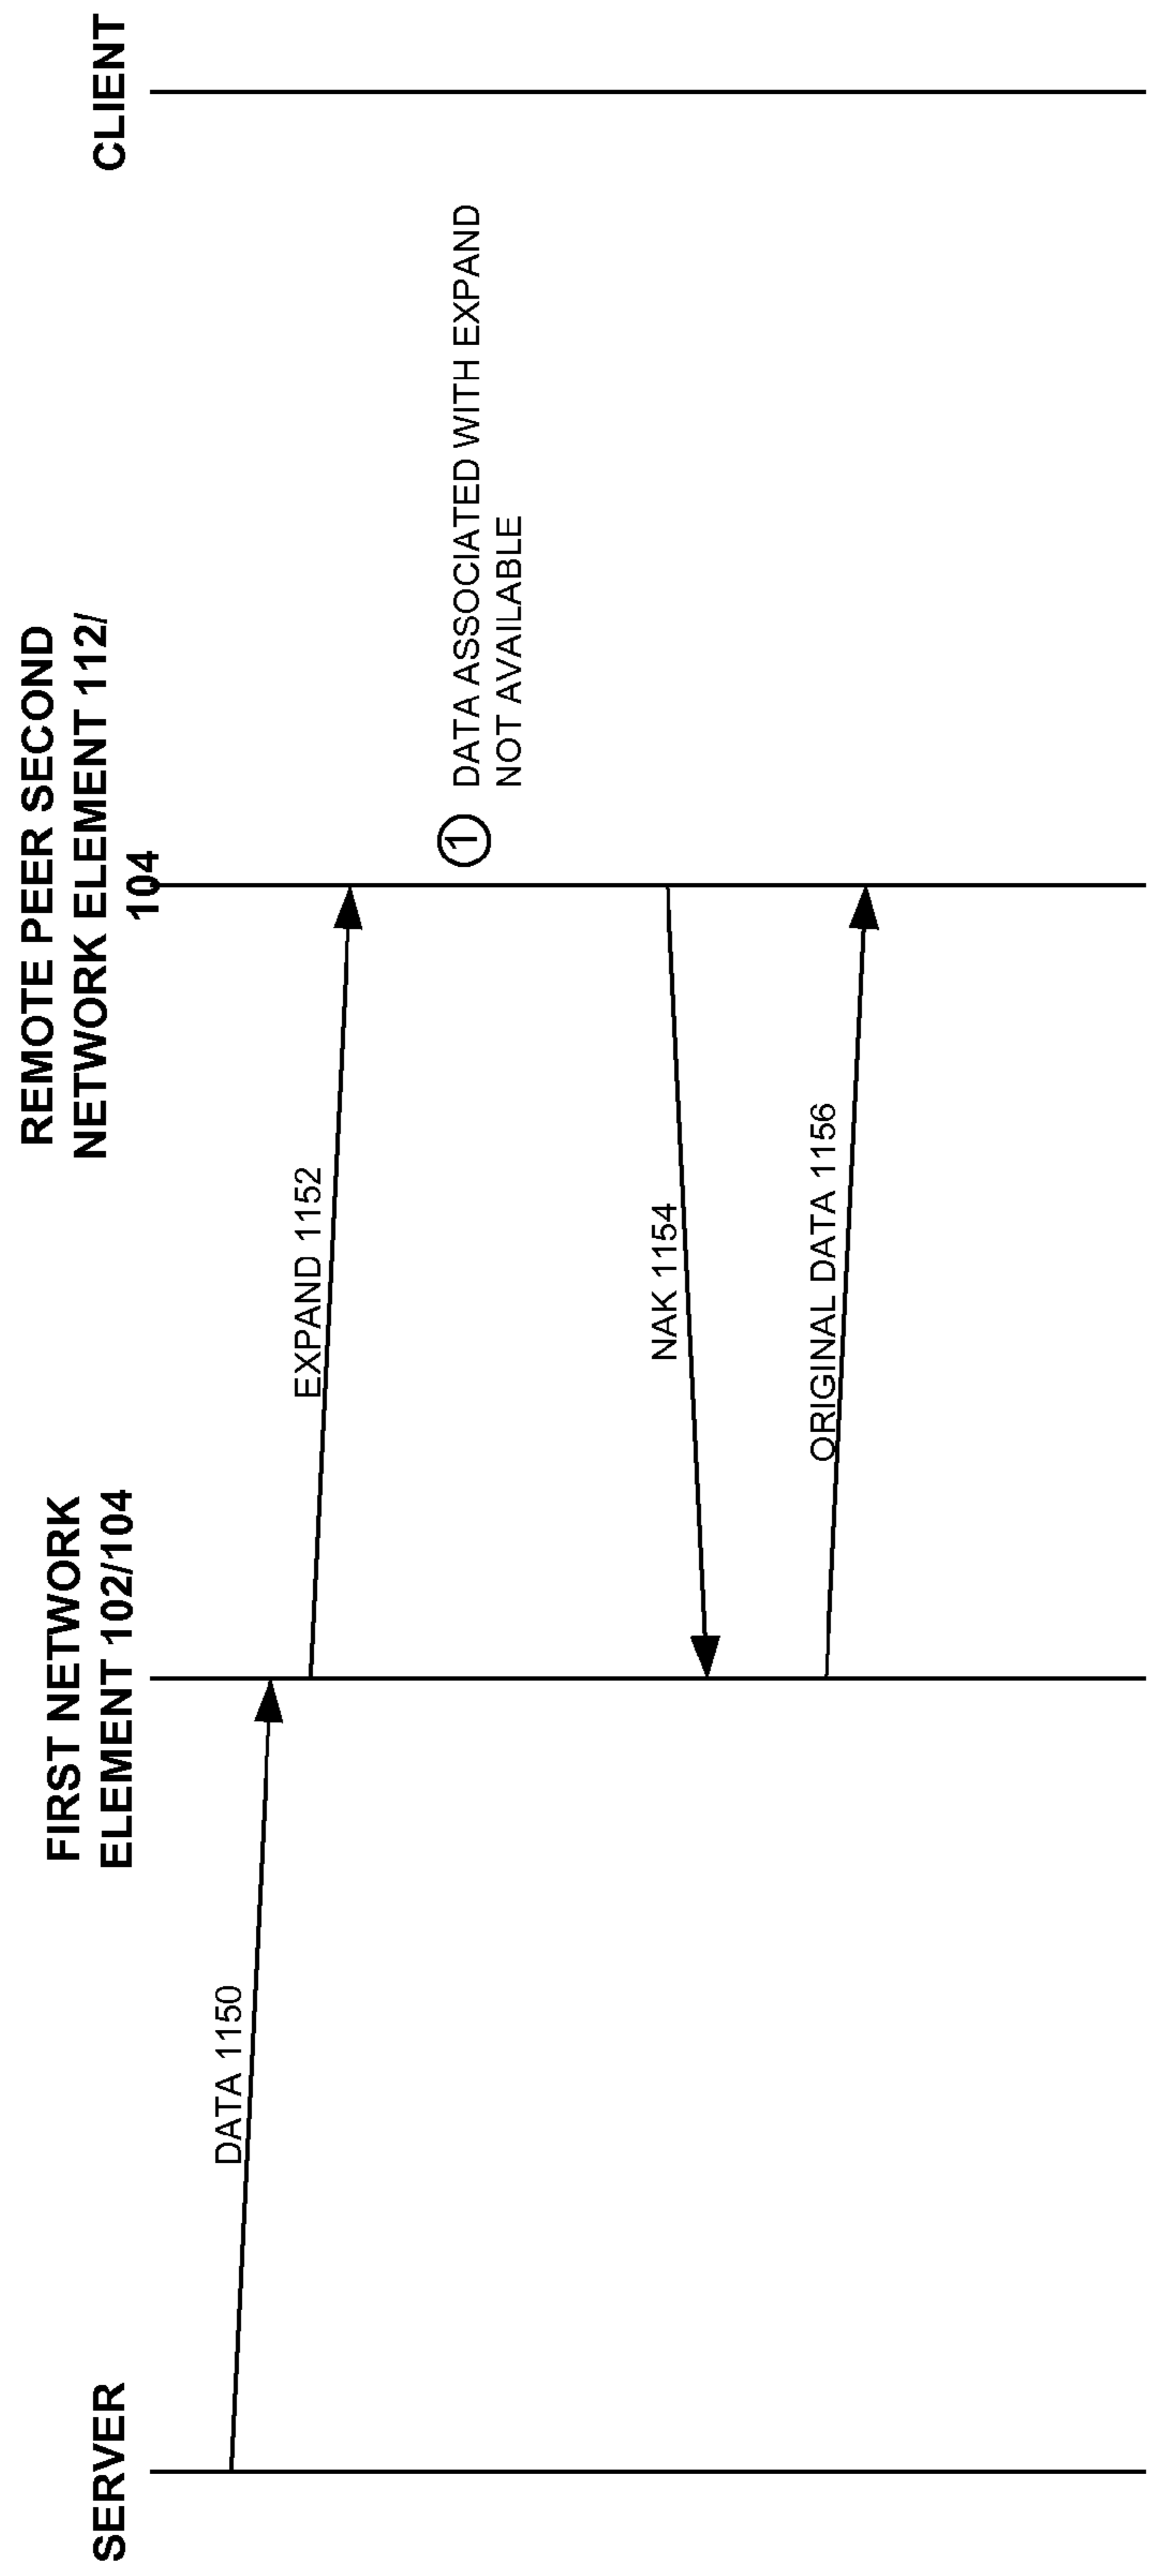 SERVER
FIRST NETWORK
ELEMENT 102/104
REMOTE PEER SECOND
NETWORK ELEMENT 112/
104
CLIENT
DATA 1150
EXPAND 1152
1 DATA ASSOCIATED WITH EXPAND
NOT AVAILABLE
NAK 1154
ORIGINAL DATA 1156